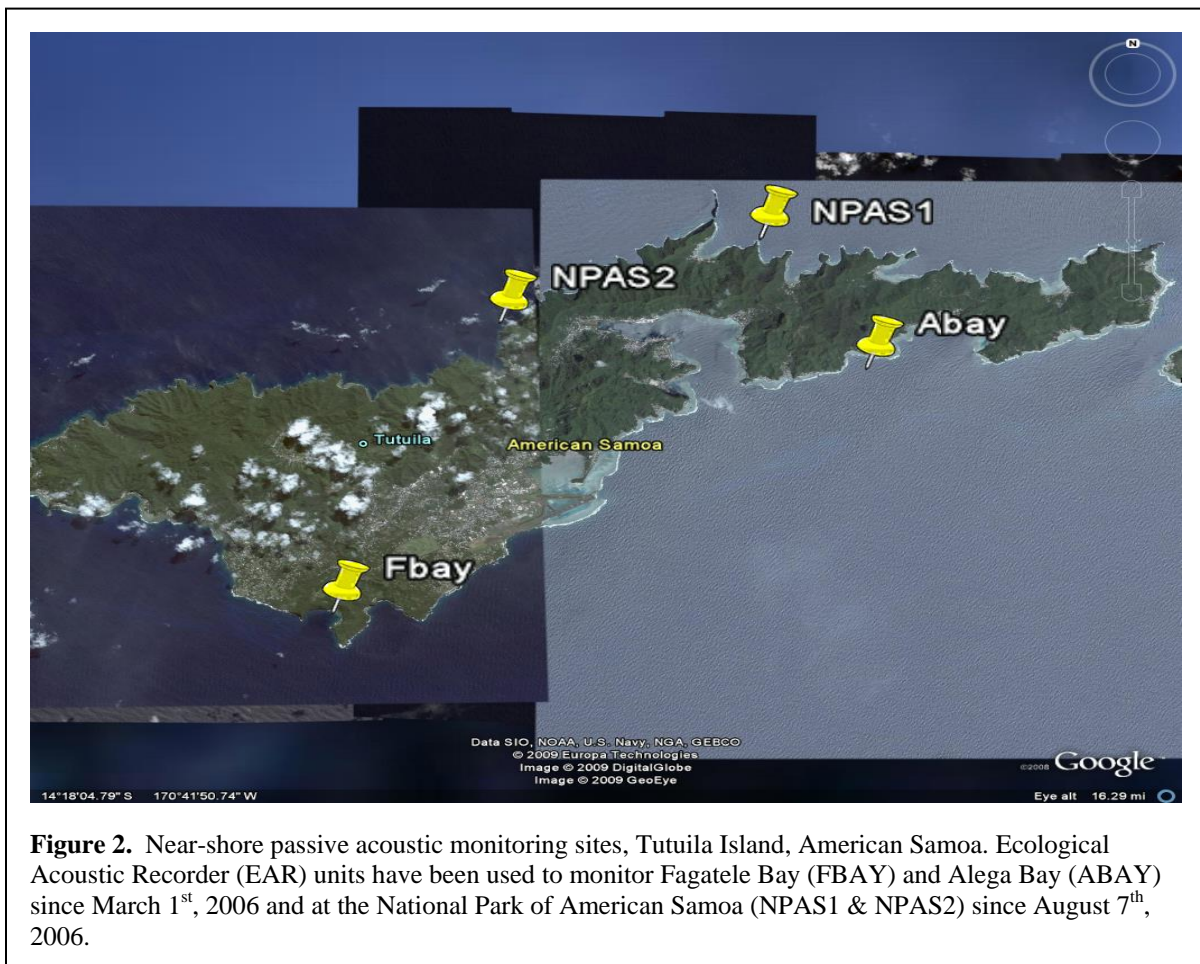 N
NPAS1
NPAS2
Abay
Tutuila
American Samoa
Fbay
Data SIO, NOAA, U.S. Navy, NGA, GEBCO
© 2009 Europa Technologies
Image © 2009 DigitalGlobe
Image © 2009 GeoEye
©2008 Google™
14°18'04.79" S 170°41'50.74" W
Eye alt 16.29 mi
Figure 2. Near-shore passive acoustic monitoring sites, Tutuila Island, American Samoa. Ecological
Acoustic Recorder (EAR) units have been used to monitor Fagatele Bay (FBAY) and Alega Bay (ABAY)
since March 1st, 2006 and at the National Park of American Samoa (NPAS1 & NPAS2) since August 7th,
2006.